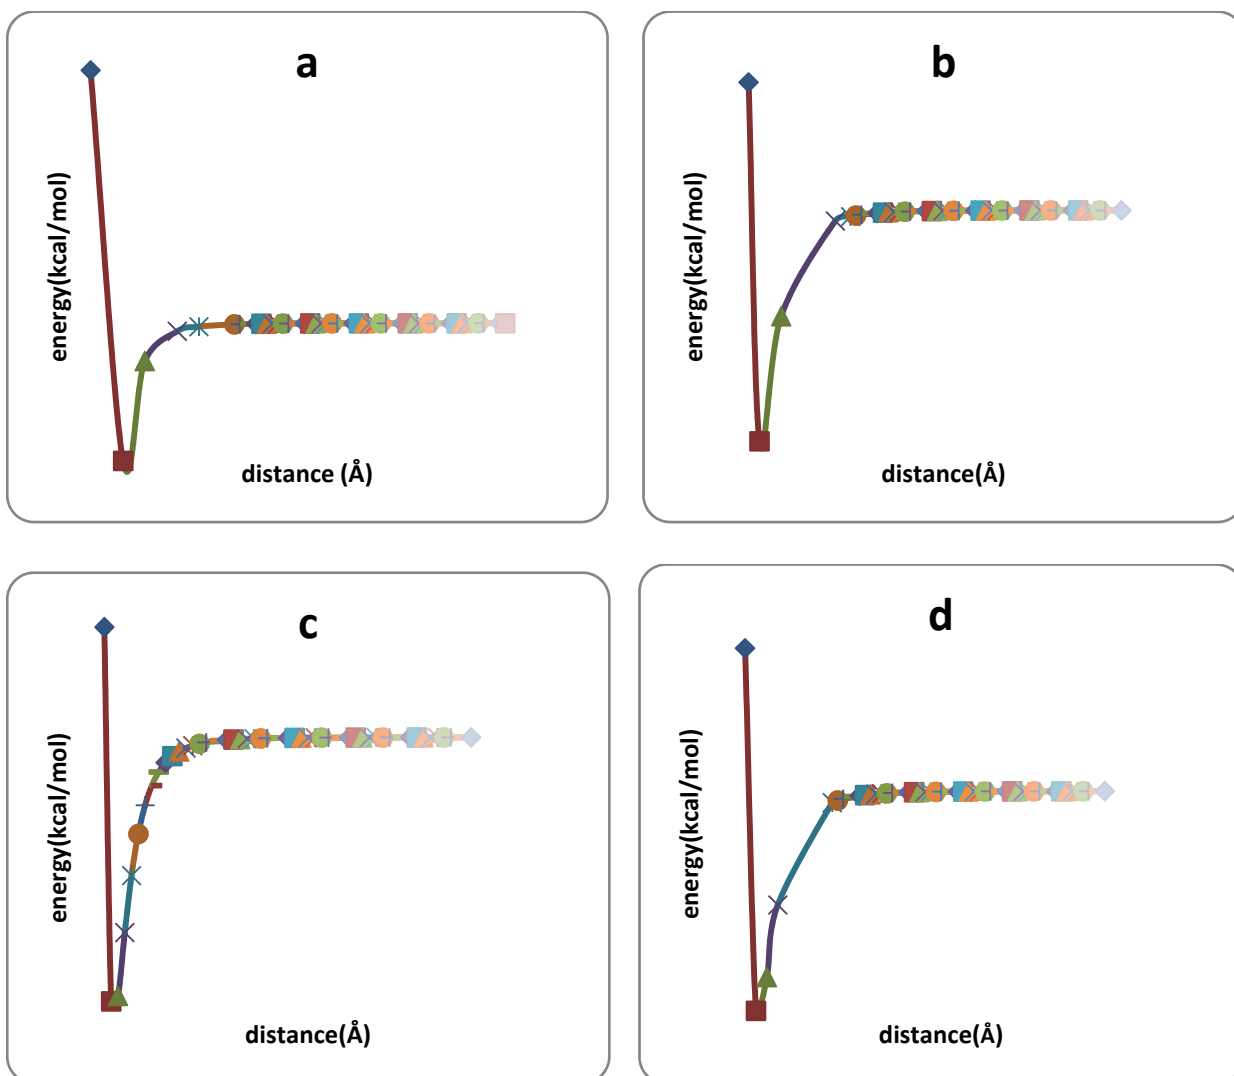 a
energy(kcal/mol)
distance (Å)
b
energy(kcal/mol)
distance(Å)
c
energy(kcal/mol)
distance(Å)
d
energy(kcal/mol)
distance(Å)